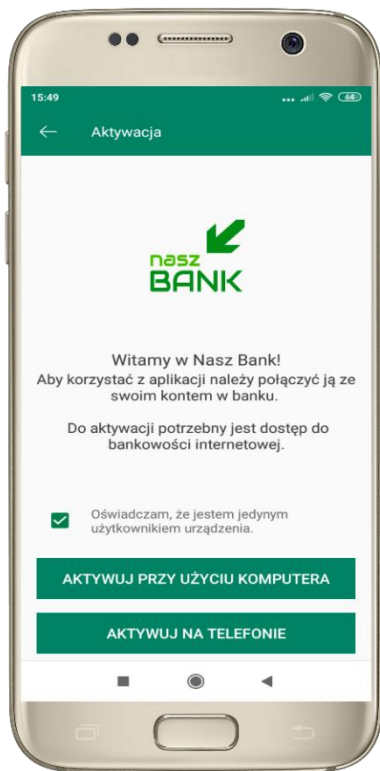 15:49
64
Aktywacja
nasz
BANK
Witamy w Nasz Bank!
Aby korzystać z aplikacji należy połączyć ją ze
swoim kontem w banku.
Do aktywacji potrzebny jest dostęp do
bankowości internetowej.
Oświadczam, że jestem jedynym
użytkownikiem urządzenia.
AKTYWUJ PRZY UŻYCIU KOMPUTERA
AKTYWUJ NA TELEFONIE